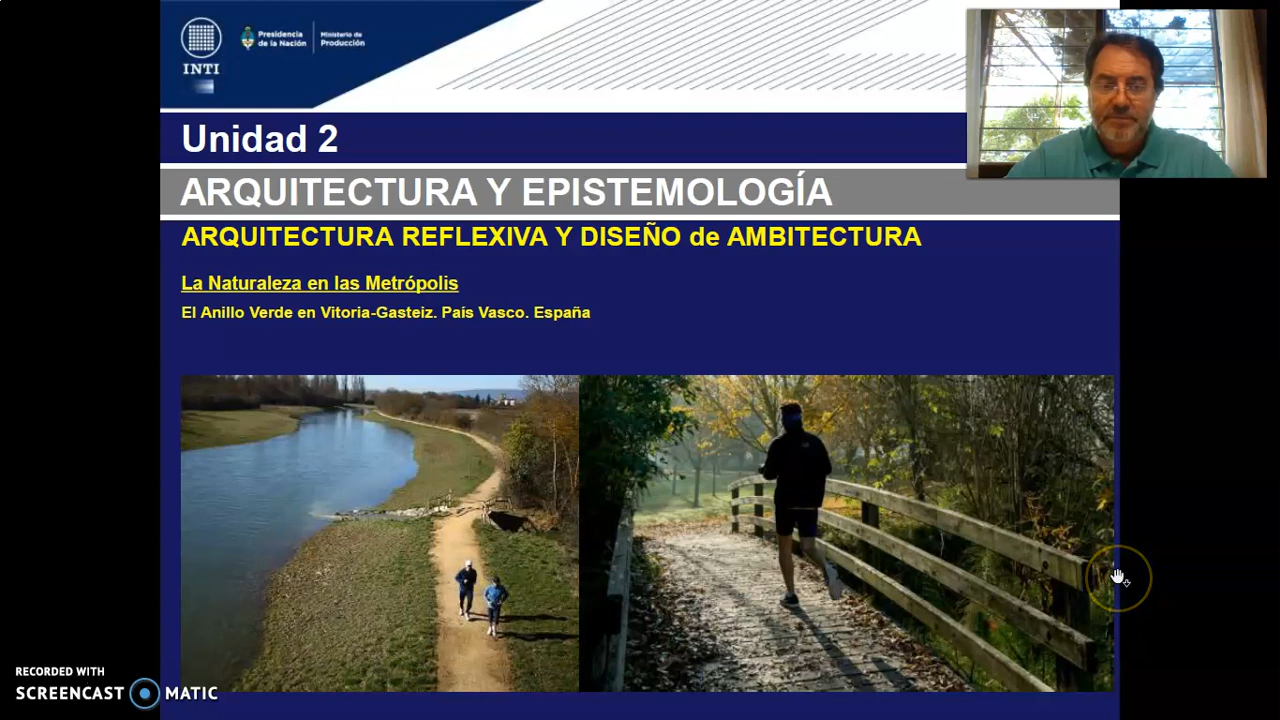 INTI
Presidencia
de la Nación
Ministerio de
Producción
Unidad 2
ARQUITECTURA Y EPISTEMOLOGÍA
ARQUITECTURA REFLEXIVA Y DISEÑO de AMBITECTURA
La Naturaleza en las Metrópolis
El Anillo Verde en Vitoria-Gasteiz. País Vasco. España
RECORDED WITH
SCREENCAST MATIC